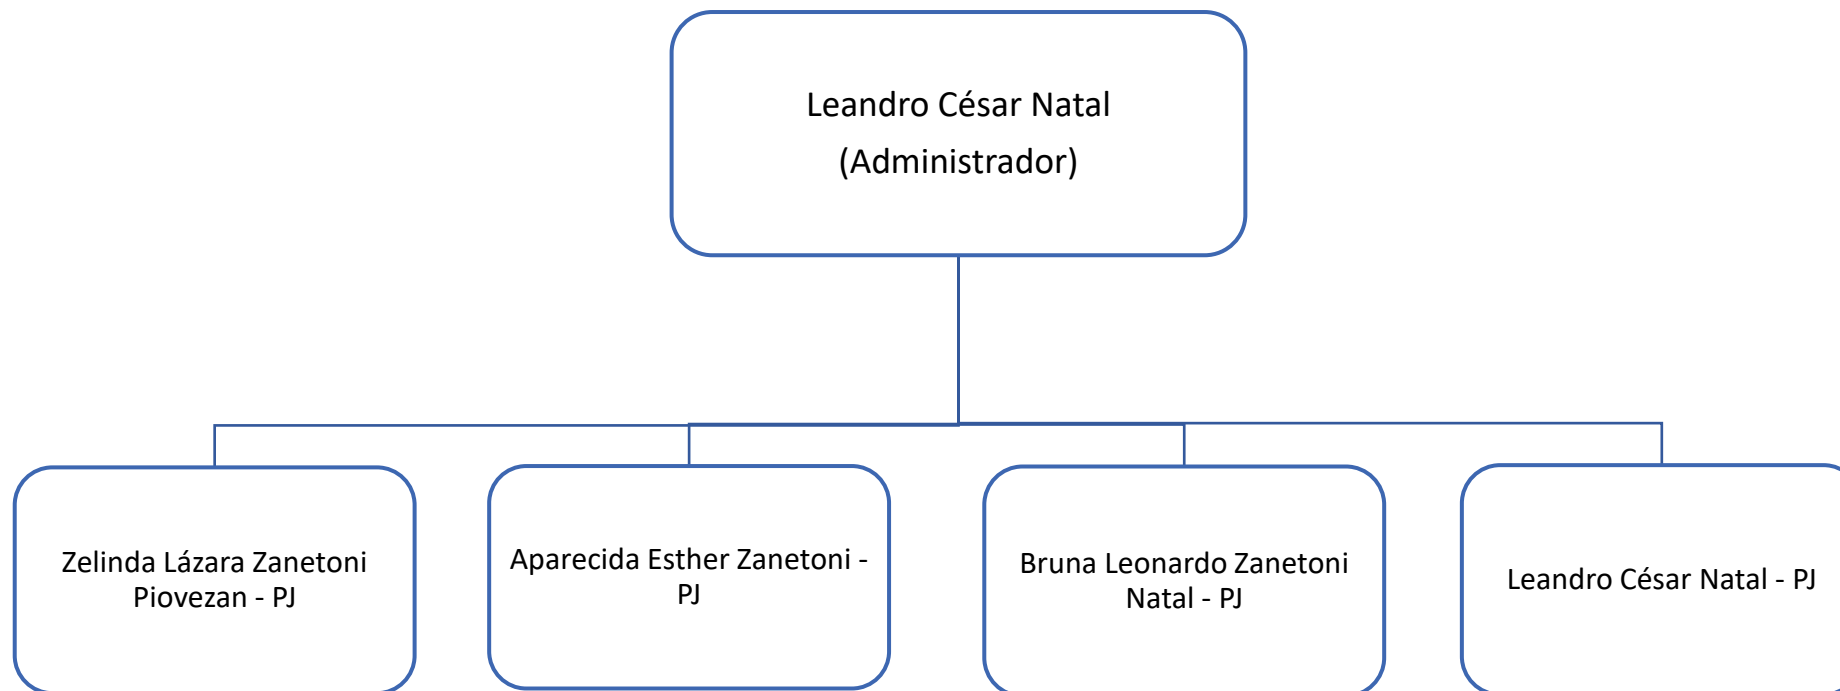 Leandro César Natal
(Administrador)
Zelinda Lázara Zanetoni
Piovezan - PJ
Aparecida Esther Zanetoni -
PJ
Bruna Leonardo Zanetoni
Natal - PJ
Leandro César Natal - PJ